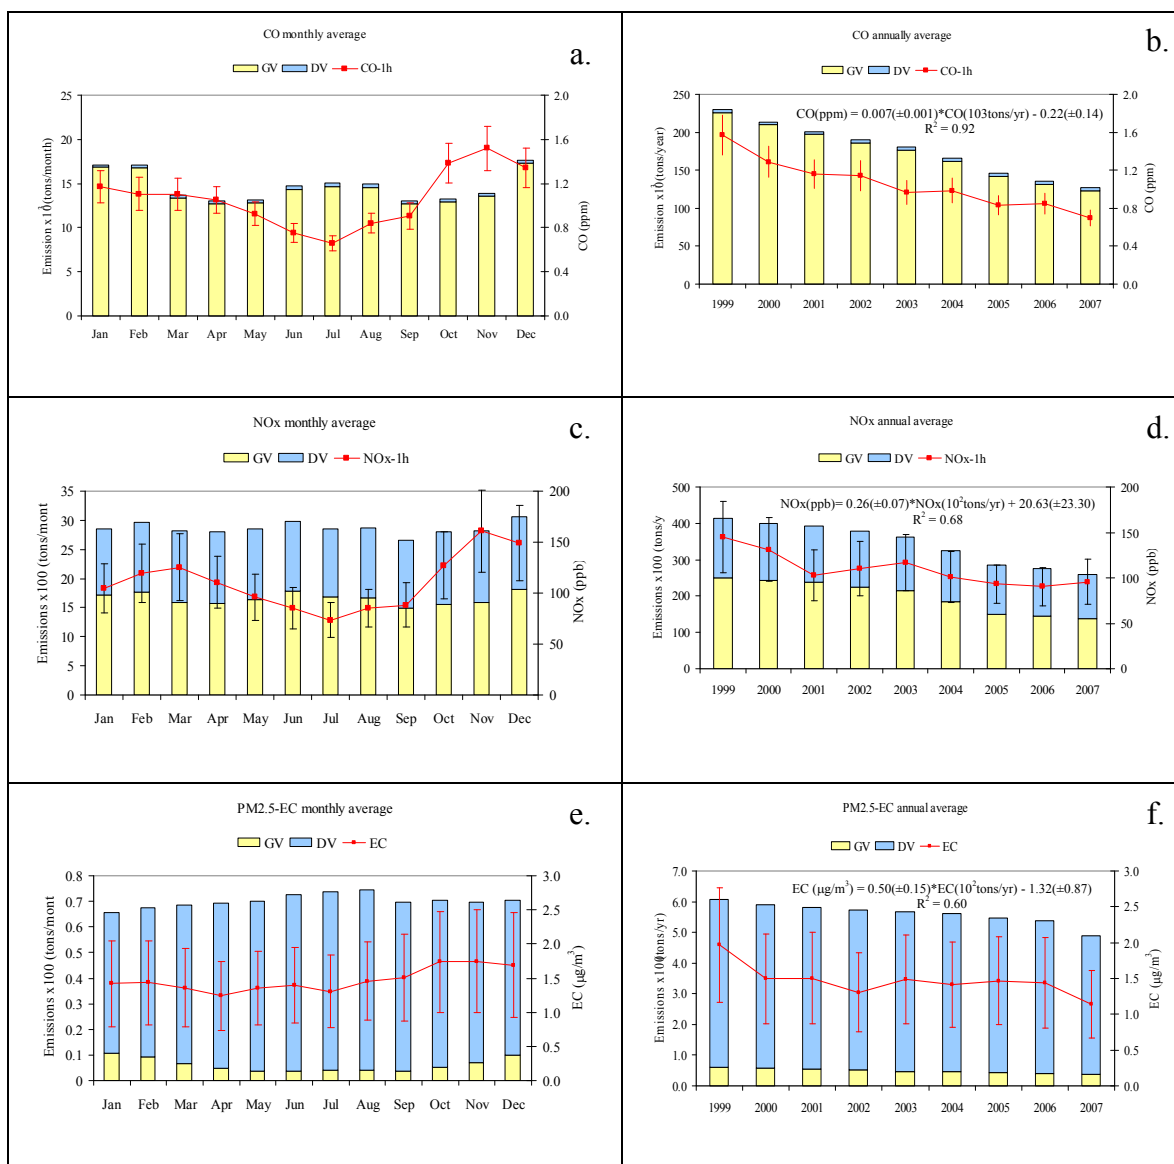 CO monthly average
a.
GV DV CO-1h
25 2.0
20 1.6
15 1.2
10 0.8
5 0.4
0 0.0
Emission x10³(tons/month)
CO (ppm)
Jan Feb Mar Apr May Jun Jul Aug Sep Oct Nov Dec
CO annually average
b.
GV DV CO-1h
CO(ppm) = 0.007(±0.001)*CO(103tons/yr) - 0.22(±0.14)
R² = 0.92
250 2.0
200 1.6
150 1.2
100 0.8
50 0.4
0 0.0
Emission x10³(tons/year)
CO (ppm)
1999 2000 2001 2002 2003 2004 2005 2006 2007
NOx monthly average
c.
GV DV NOx-1h
35 200
30
25 150
20
15 100
10 50
5
0 0
Emissions x100 (tons/mont
NOx (ppb)
Jan Feb Mar Apr May Jun Jul Aug Sep Oct Nov Dec
NOx annual average
d.
GV DV NOx-1h
NOx(ppb)= 0.26(±0.07)*NOx(10²tons/yr) + 20.63(±23.30)
R² = 0.68
500 200
400 150
300
200 100
100 50
0 0
Emissions x100 (tons/y
NOx (ppb)
1999 2000 2001 2002 2003 2004 2005 2006 2007
PM2.5-EC monthly average
e.
GV DV EC
0.8 3.0
0.7 2.5
0.6
0.5 2.0
0.4 1.5
0.3 1.0
0.2
0.1 0.5
0 0.0
Emissions x100 (tons/mont
EC (µg/m³)
Jan Feb Mar Apr May Jun Jul Aug Sep Oct Nov Dec
PM2.5-EC annual average
f.
GV DV EC
EC (µg/m³) = 0.50(±0.15)*EC(10²tons/yr) - 1.32(±0.87)
R² = 0.60
7.0 3.0
6.0 2.5
5.0 2.0
4.0
3.0 1.5
2.0 1.0
1.0 0.5
0.0 0.0
Emissions x100(tons/yr)
EC (µg/m³)
1999 2000 2001 2002 2003 2004 2005 2006 2007